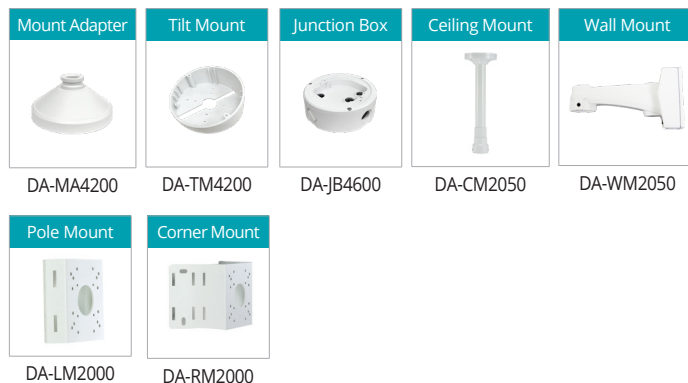 Mount Adapter
Tilt Mount
Junction Box
Ceiling Mount
Wall Mount
DA-MA4200
DA-TM4200
DA-JB4600
DA-CM2050
DA-WM2050
Pole Mount
Corner Mount
DA-LM2000
DA-RM2000